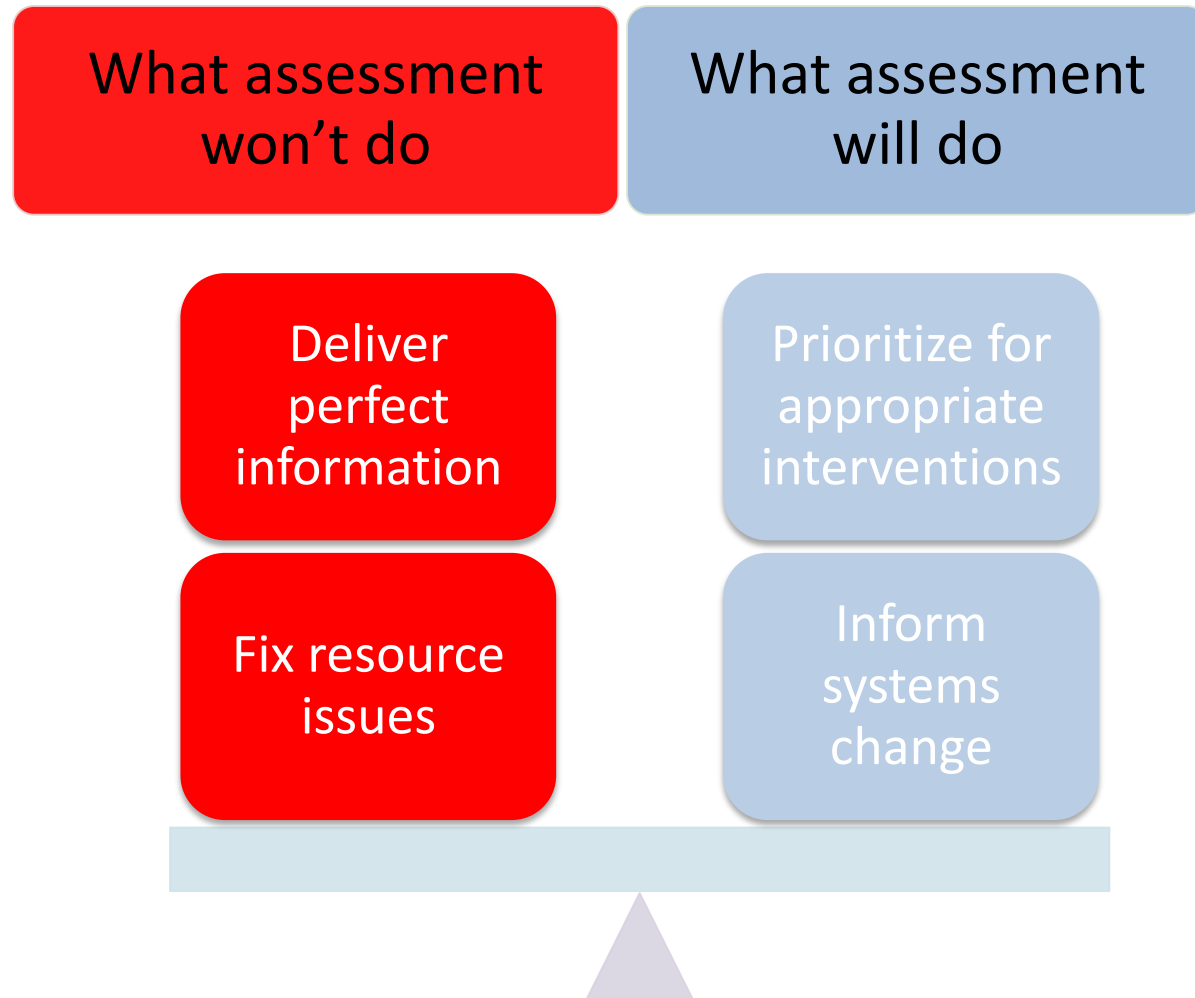 What assessment
won’t do
What assessment
will do
Deliver
perfect
information
Prioritize for
appropriate
interventions
Fix resource
issues
Inform
systems
change